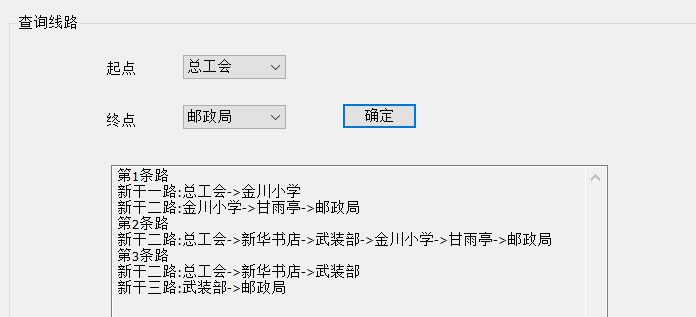 查询线路
起点 总工会
终点 邮政局 确定
第1条路
新干一路:总工会->金川小学
新干二路:金川小学->甘雨亭->邮政局
第2条路
新干二路:总工会->新华书店->武装部->金川小学->甘雨亭->邮政局
第3条路
新干二路:总工会->新华书店->武装部
新干三路:武装部->邮政局